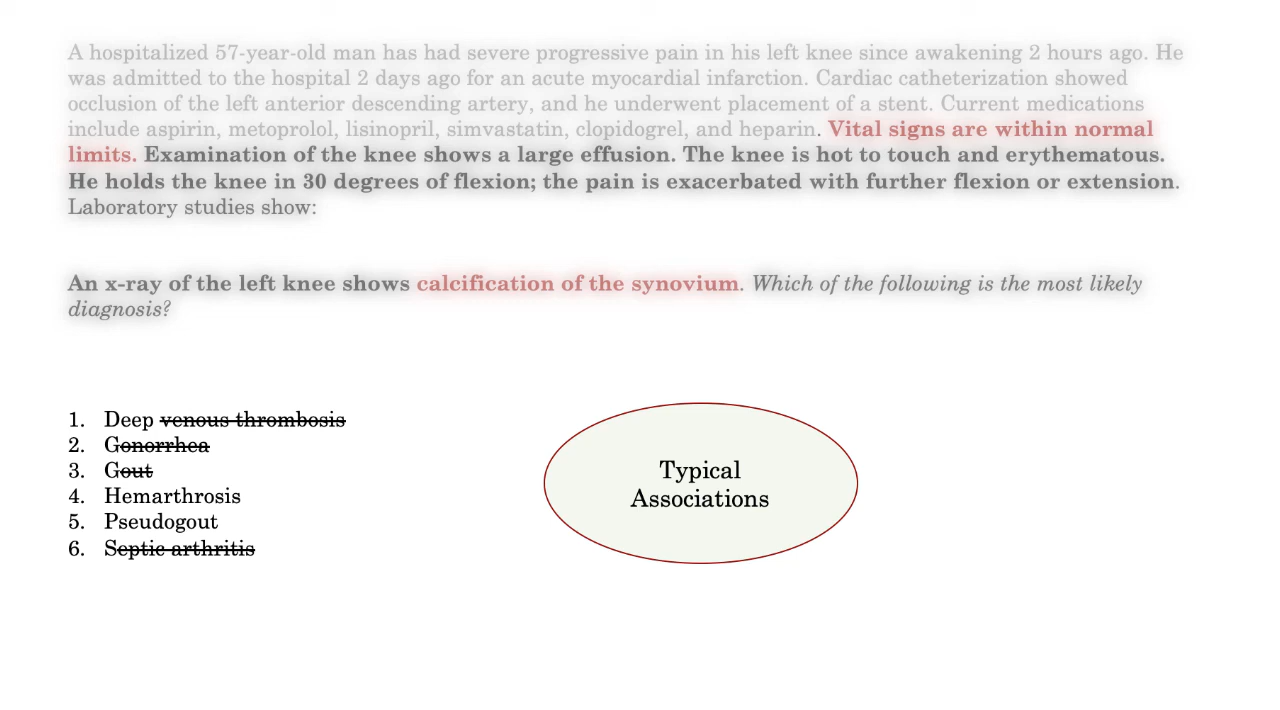 A hospitalized 57-year-old man has had severe progressive pain in his left knee since awakening 2 hours ago. He
was admitted to the hospital 2 days ago for an acute myocardial infarction. Cardiac catheterization showed
occlusion of the left anterior descending artery, and he underwent placement of a stent. Current medications
include aspirin, metoprolol, lisinopril, simvastatin, clopidogrel, and heparin. Vital signs are within normal
limits. Examination of the knee shows a large effusion. The knee is hot to touch and erythematous.
He holds the knee in 30 degrees of flexion; the pain is exacerbated with further flexion or extension.
Laboratory studies show:
An x-ray of the left knee shows calcification of the synovium. Which of the following is the most likely
diagnosis?
1. Deep venous thrombosis
2. Gonorrhea
3. Gout
4. Hemarthrosis
5. Pseudogout
6. Septic arthritis
Typical
Associations